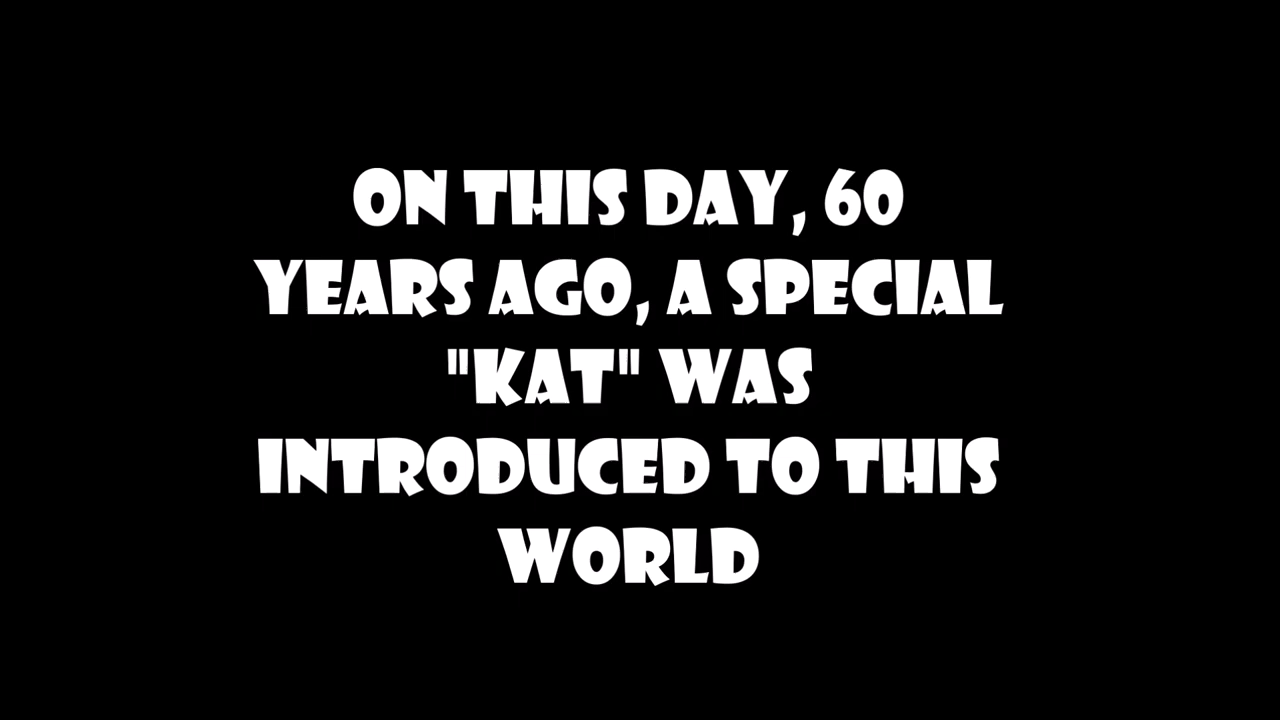 ON THIS DAY, 60
YEARS AGO, A SPECIAL
"KAT" WAS
INTRODUCED TO THIS
WORLD